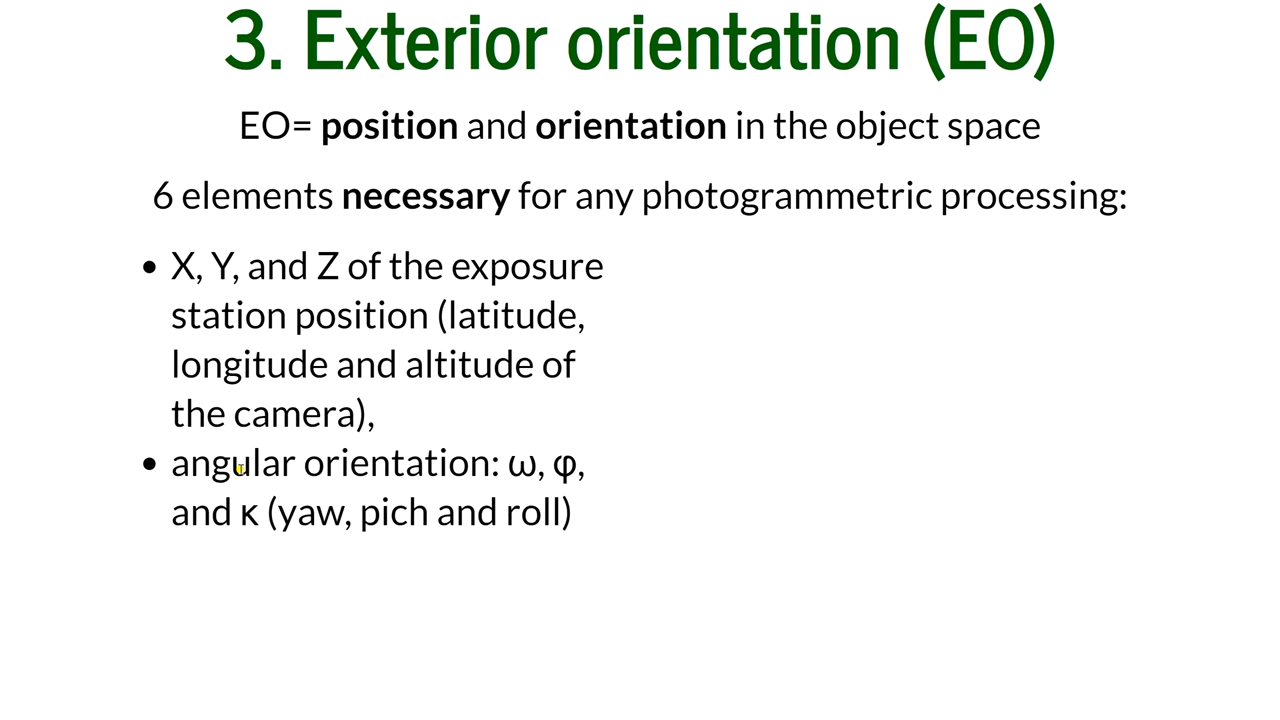 3. Exterior orientation (EO)
EO= position and orientation in the object space
6 elements necessary for any photogrammetric processing:
• X, Y, and Z of the exposure
station position (latitude,
longitude and altitude of
the camera),
• angular orientation: ω, φ,
and κ (yaw, pich and roll)